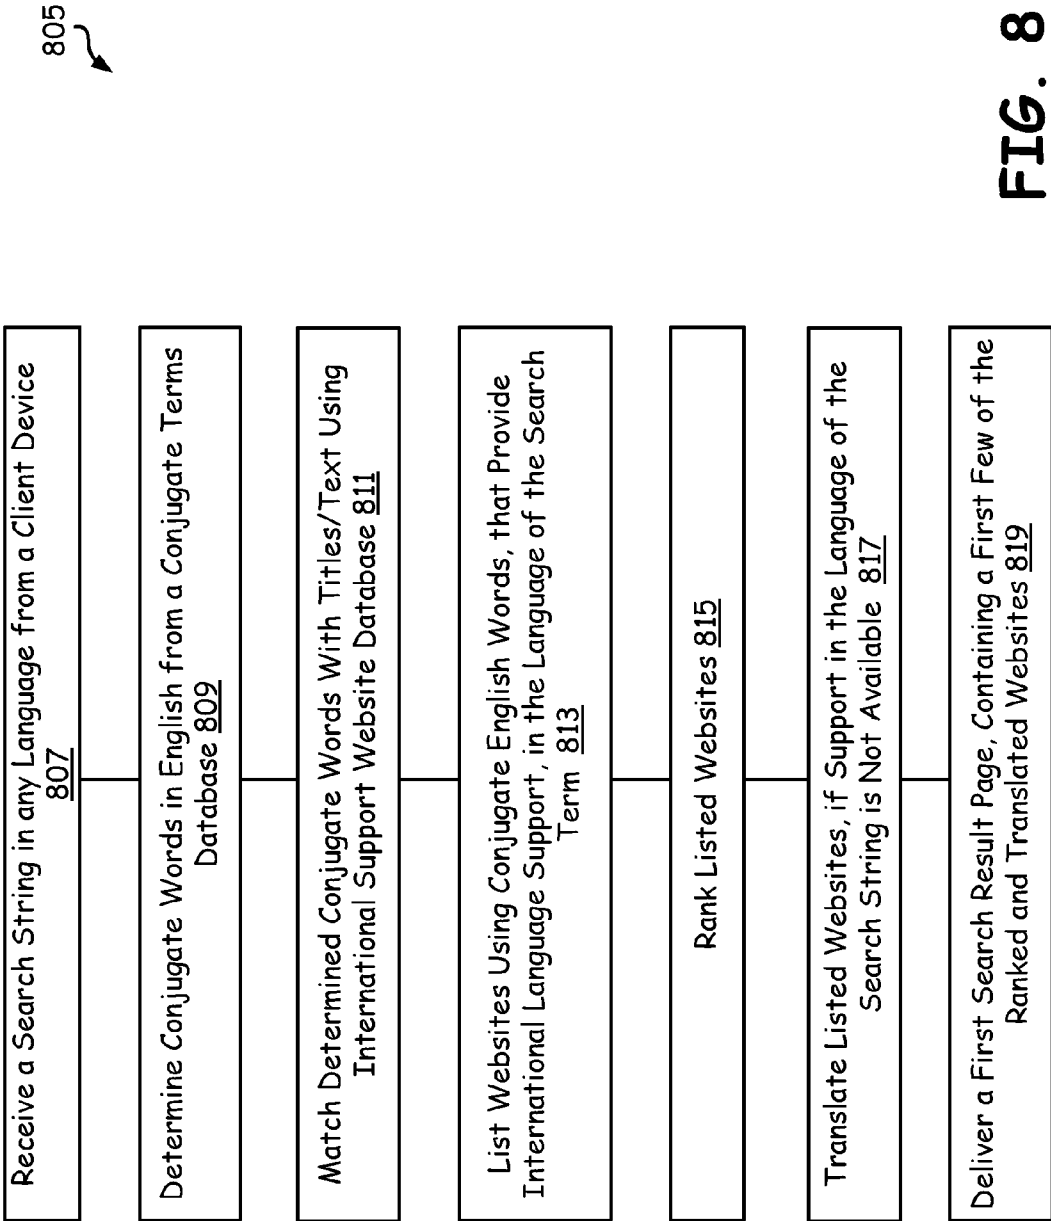 805
Receive a Search String in any Language from a Client Device
807
Determine Conjugate Words in English from a Conjugate Terms
Database 809
Match Determined Conjugate Words With Titles/Text Using
International Support Website Database 811
List Websites Using Conjugate English Words, that Provide
International Language Support, in the Language of the Search
Term 813
Rank Listed Websites 815
Translate Listed Websites, if Support in the Language of the
Search String is Not Available 817
Deliver a First Search Result Page, Containing a First Few of the
Ranked and Translated Websites 819
FIG. 8